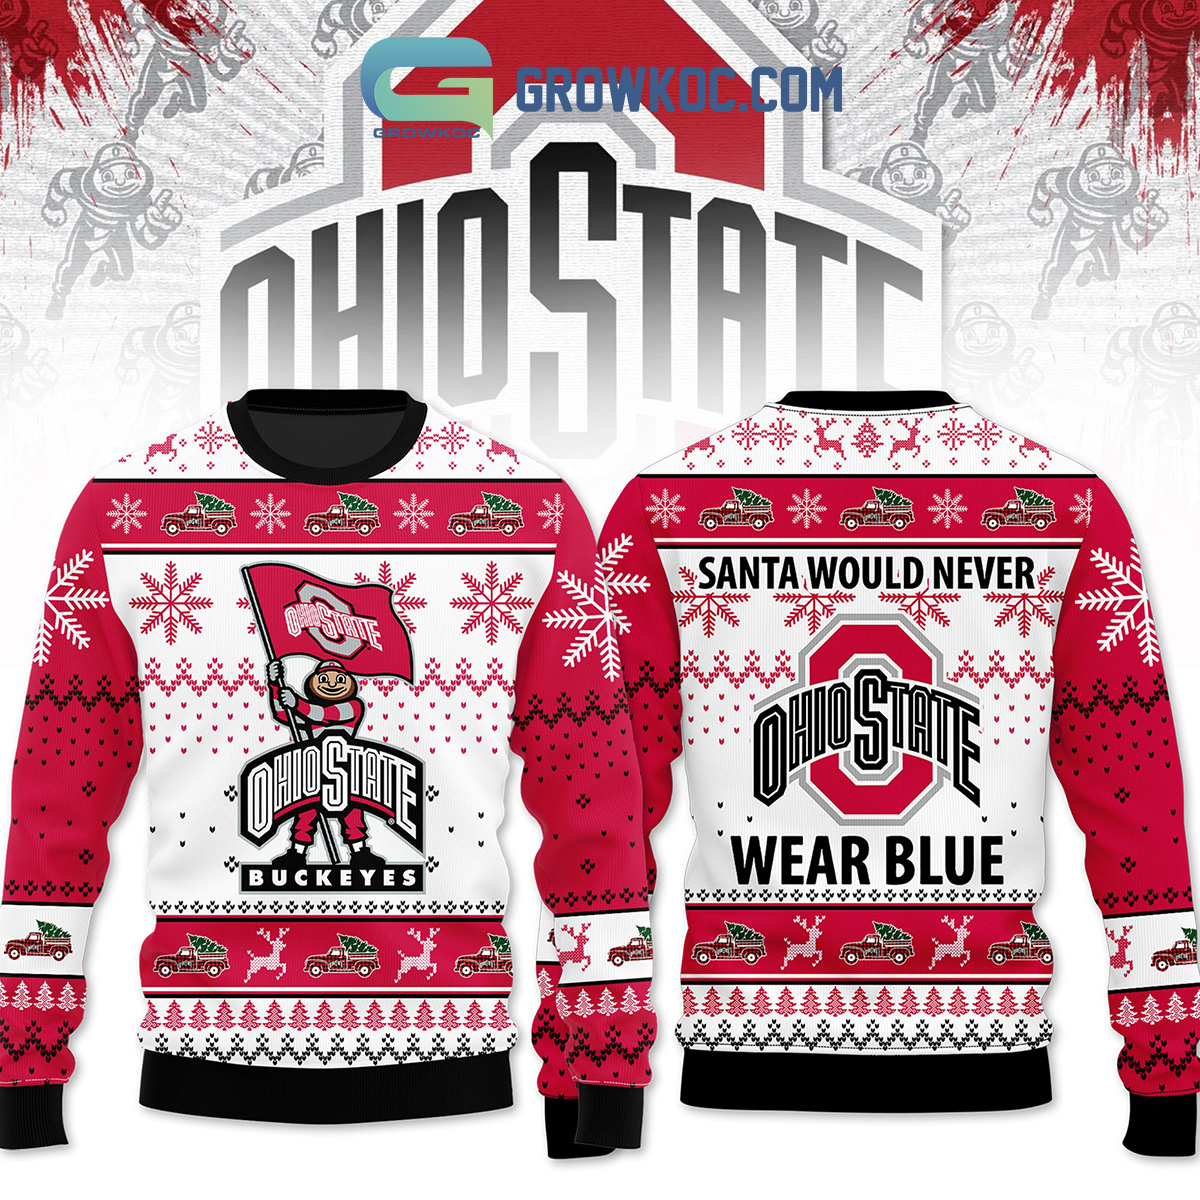 GROWKOC.COM
GROWKOC
OHIO STATE
OHIO STATE
OHIO STATE
®
BUCKEYES
SANTA WOULD NEVER
OHIO STATE
WEAR BLUE